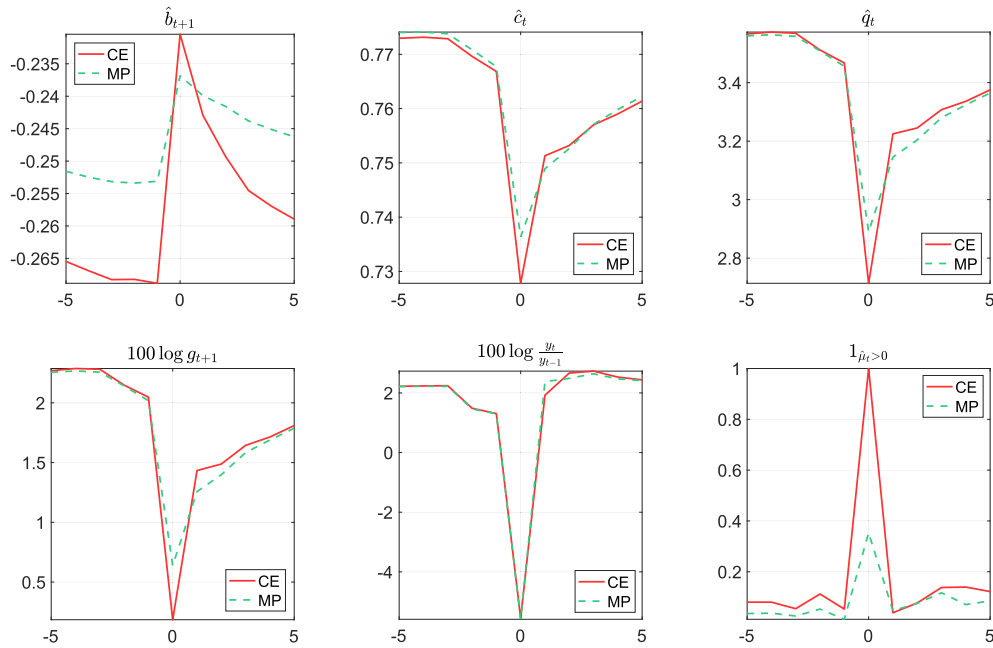 b̂_{t+1}
-0.235
-0.24
-0.245
-0.25
-0.255
-0.26
-0.265
-5
0
5
CE
MP
ĉ_t
0.77
0.76
0.75
0.74
0.73
-5
0
5
CE
MP
q̂_t
3.4
3.2
3
2.8
-5
0
5
CE
MP
100 log g_{t+1}
2
1.5
1
0.5
-5
0
5
CE
MP
100 log y_t/y_{t-1}
2
0
-2
-4
-5
0
5
CE
MP
1_{μ̂_t>0}
1
0.8
0.6
0.4
0.2
-5
0
5
CE
MP